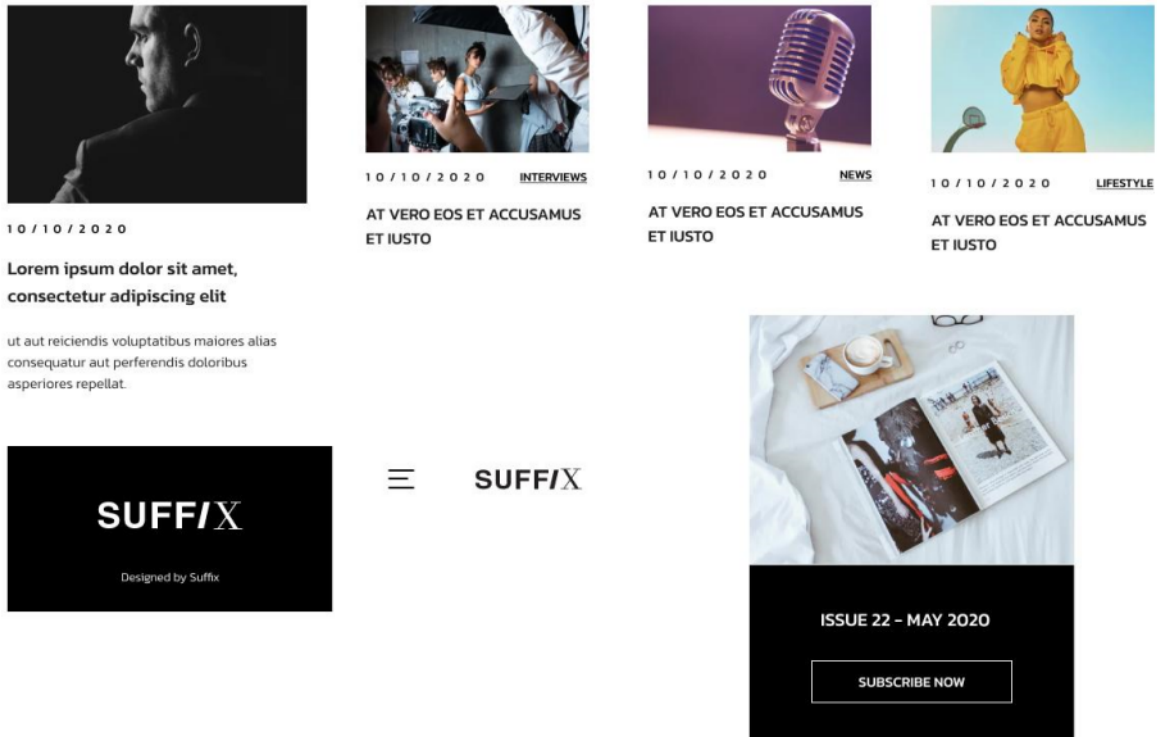 10/10/2020
Lorem ipsum dolor sit amet,
consectetur adipiscing elit
ut aut reiciendis voluptatibus maiores alias
consequatur aut perferendis doloribus
asperiores repellat.
10/10/2020 INTERVIEWS
AT VERO EOS ET ACCUSAMUS
ET IUSTO
10/10/2020 NEWS
AT VERO EOS ET ACCUSAMUS
ET IUSTO
10/10/2020 LIFESTYLE
AT VERO EOS ET ACCUSAMUS
ET IUSTO
SUFFIX
Designed by Suffix
SUFFIX
ISSUE 22 - MAY 2020
SUBSCRIBE NOW